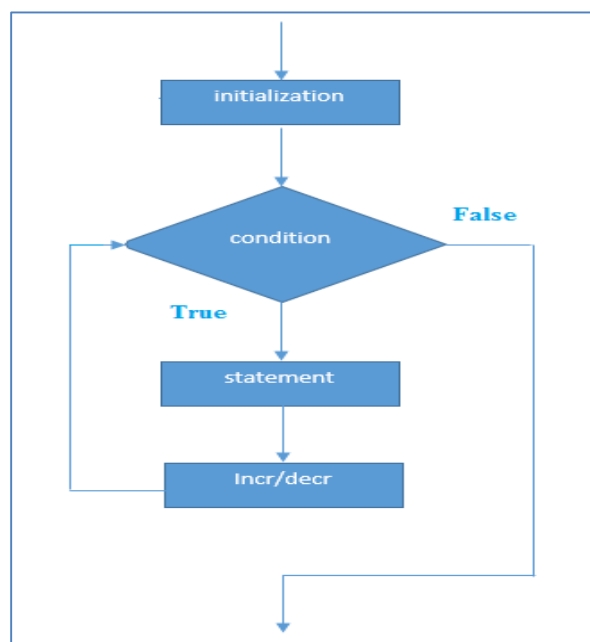 initialization
condition
False
True
statement
Incr/decr